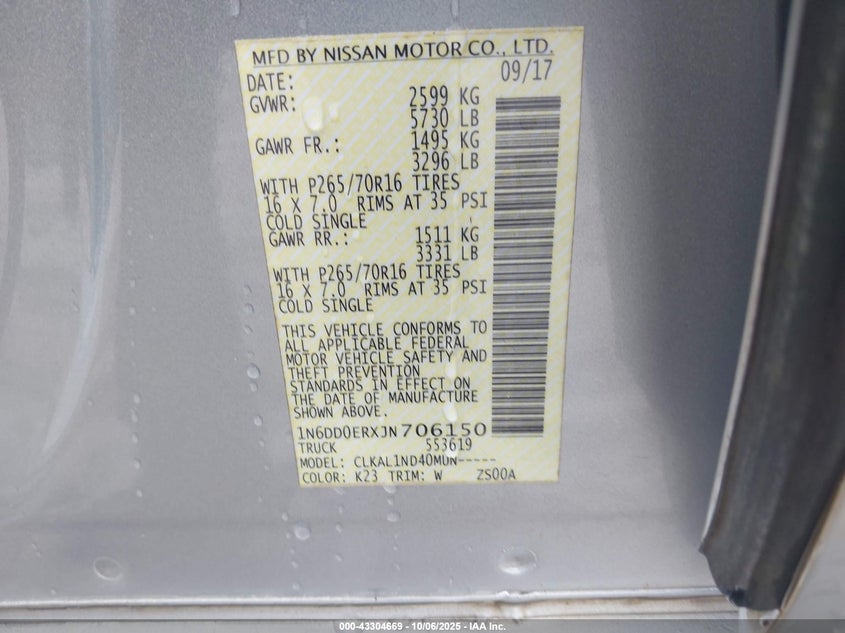 MFD BY NISSAN MOTOR CO., LTD.
DATE: 09/17
GVWR: 2599 KG
5730 LB
GAWR FR.: 1495 KG
3296 LB
WITH P265/70R16 TIRES
16 X 7.0 RIMS AT 35 PSI
COLD SINGLE
GAWR RR.: 1511 KG
3331 LB
WITH P265/70R16 TIRES
16 X 7.0 RIMS AT 35 PSI
COLD SINGLE
THIS VEHICLE CONFORMS TO
ALL APPLICABLE FEDERAL
MOTOR VEHICLE SAFETY AND
THEFT PREVENTION
STANDARDS IN EFFECT ON
THE DATE OF MANUFACTURE
SHOWN ABOVE.
1N6DD0ERXJN706150
TRUCK 553619
MODEL: CLKAL1ND40MUN-----
COLOR: K23 TRIM: W ZS00A
000-43304669 | 10/06/2025 - IAA Inc.